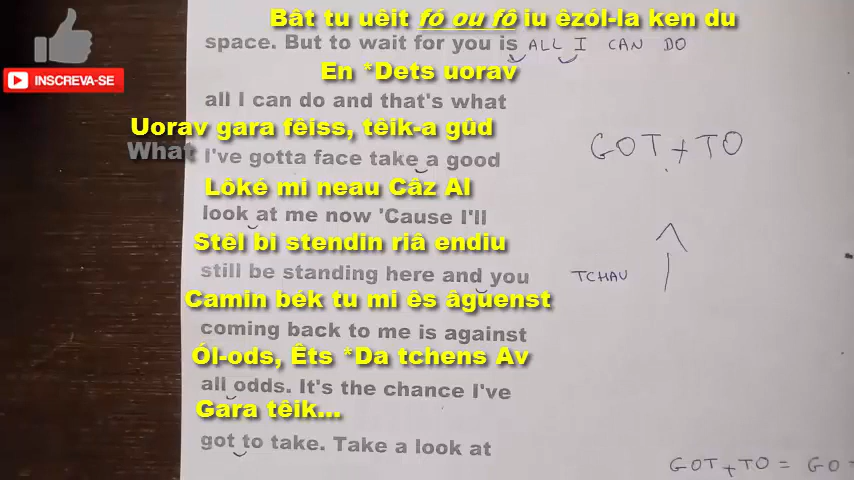 Bât tu uêit fó ou fô iu êzól-la ken du
space. But to wait for you is ALL I CAN DO
INSCREVA-SE
En *Dets uorav
all I can do and that's what
Uorav gara fêiss, têik-a gûd
What I've gotta face take a good
GOT + TO
Lôké mi neau Câz Al
look at me now 'Cause I'll
Stêl bi stendin riâ endiu
still be standing here and you
TCHAU
Camin bék tu mi ês âguenst
coming back to me is against
Ól-ods, Êts *Da tchens Av
all odds. It's the chance I've
Gara têik...
got to take. Take a look at
GOT + TO = GO